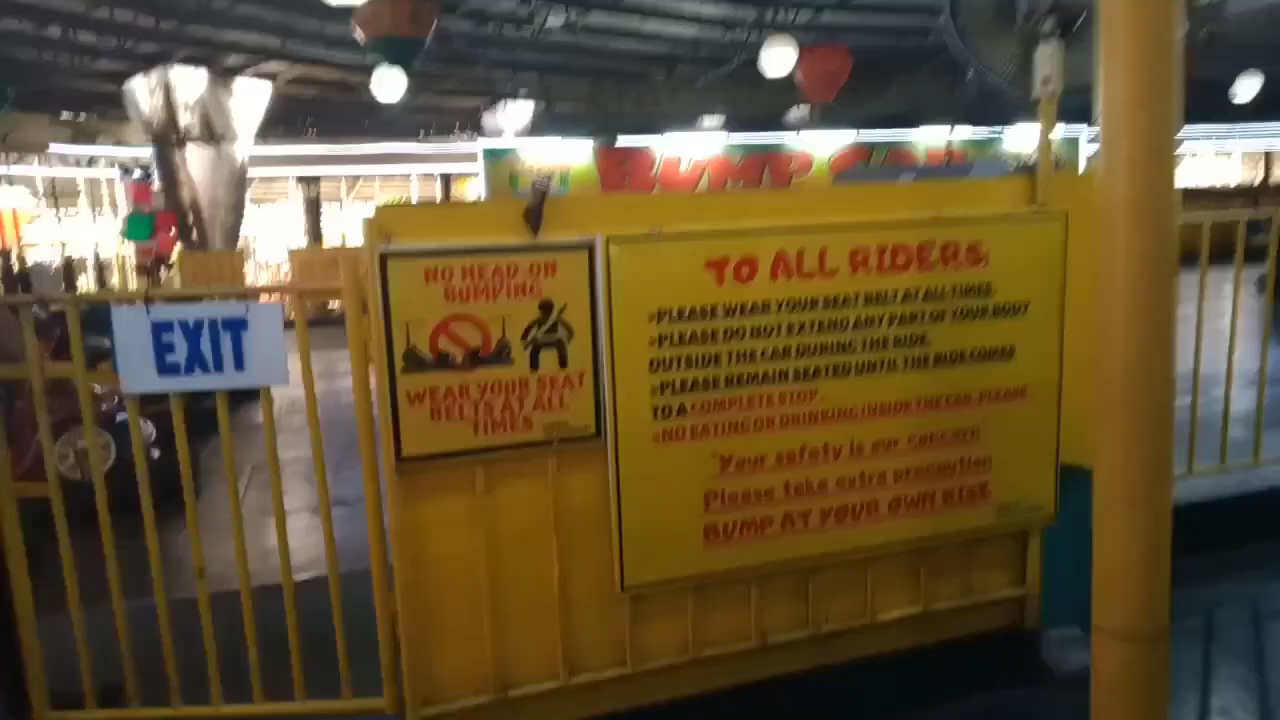 BUMP CAR
EXIT
NO HEAD-ON
BUMPING
WEAR YOUR SEAT
BELTS AT ALL
TIMES
TO ALL RIDERS:
>PLEASE WEAR YOUR SEAT BELT AT ALL TIMES.
>PLEASE DO NOT EXTEND ANY PART OF YOUR BODY
OUTSIDE THE CAR DURING THE RIDE.
>PLEASE REMAIN SEATED UNTIL THE RIDE COMES
TO A COMPLETE STOP.
>NO EATING OR DRINKING INSIDE THE CAR PLEASE.
"Your safety is our concern"
Please take extra precaution
BUMP AT YOUR OWN RISK